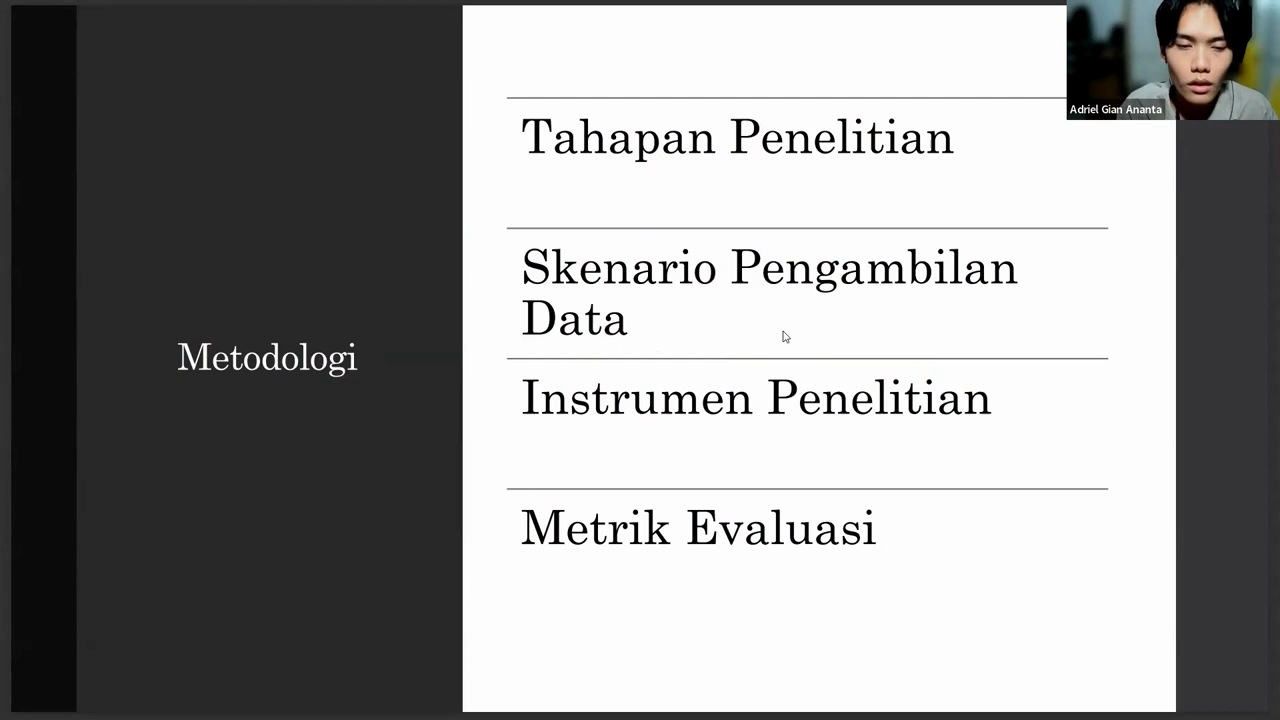 Adriel Gian Ananta
Tahapan Penelitian
Skenario Pengambilan
Data
Metodologi
Instrumen Penelitian
Metrik Evaluasi